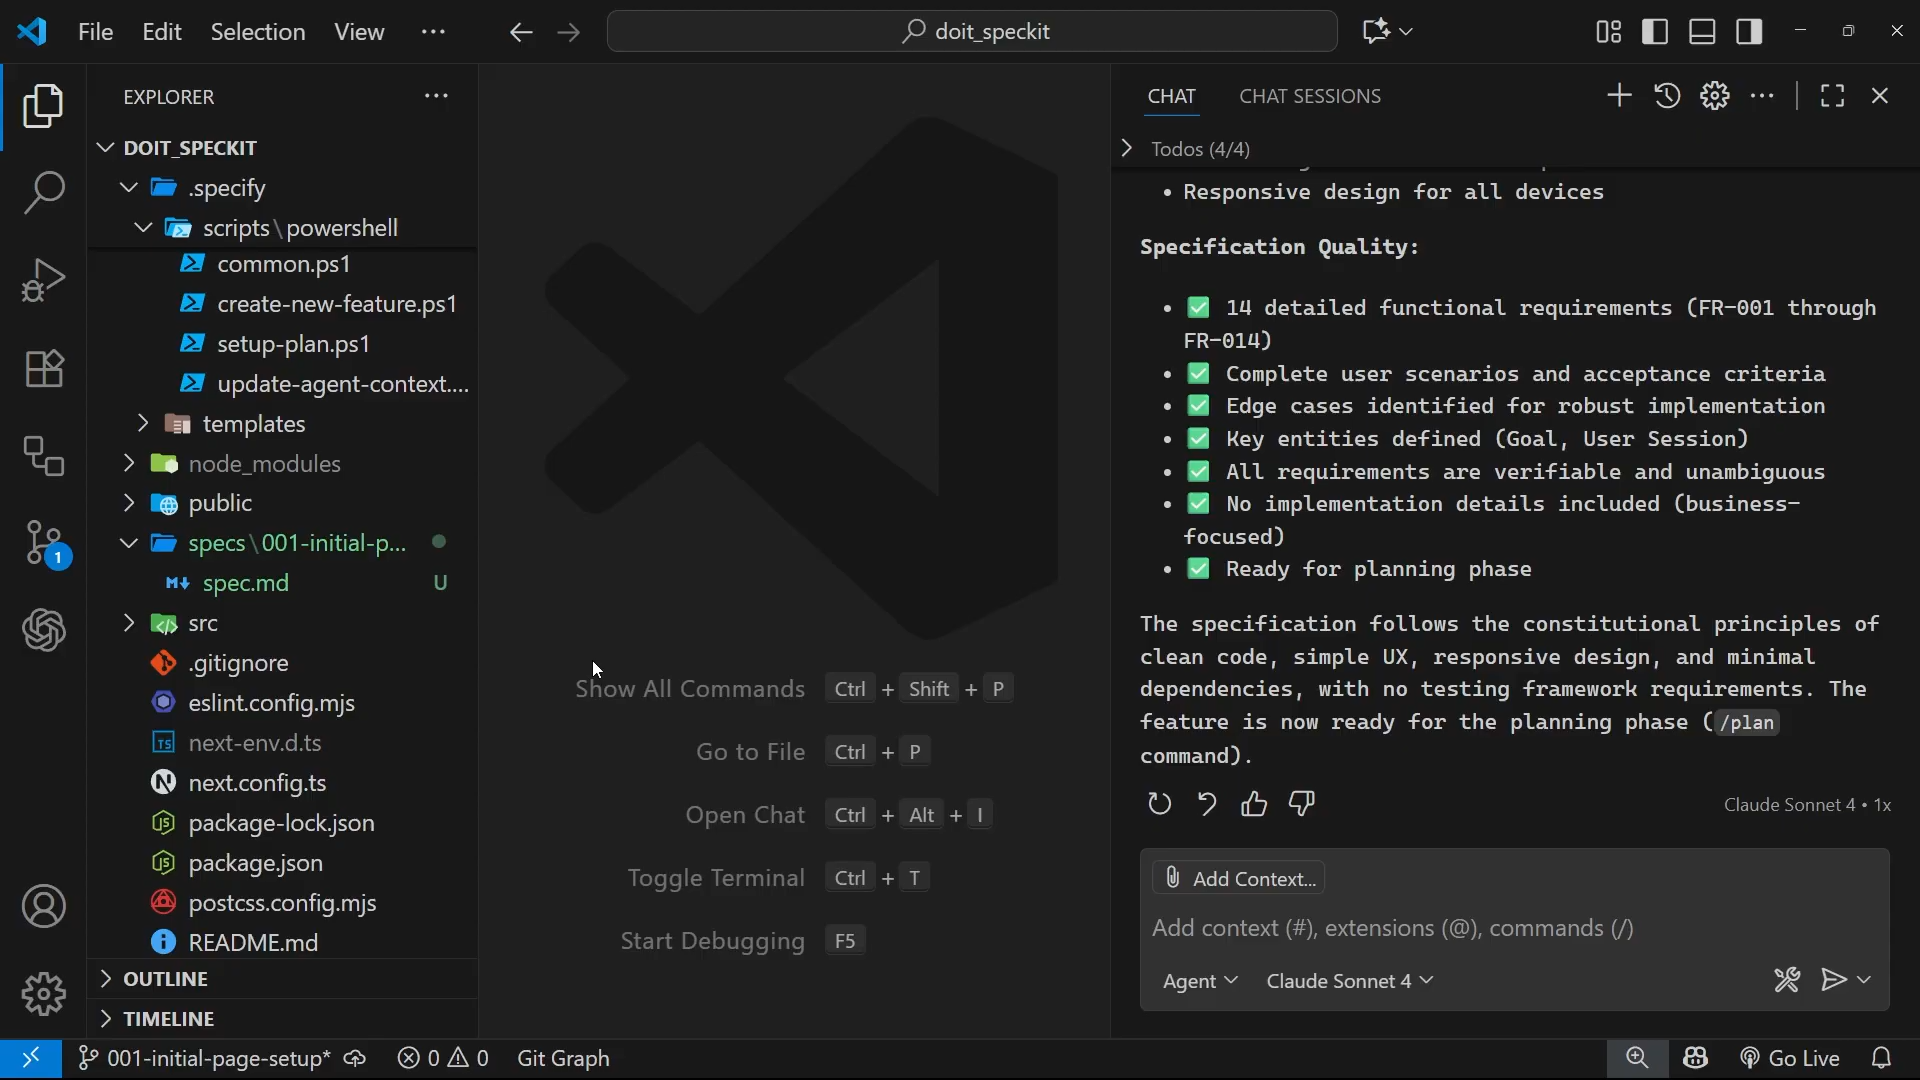 File Edit Selection View
doit_speckit
EXPLORER
DOIT_SPECKIT
.specify
scripts\powershell
common.ps1
create-new-feature.ps1
setup-plan.ps1
update-agent-context....
templates
node_modules
public
specs\001-initial-p...
spec.md U
src
.gitignore
eslint.config.mjs
next-env.d.ts
next.config.ts
package-lock.json
package.json
postcss.config.mjs
README.md
OUTLINE
TIMELINE
1
Show All Commands Ctrl + Shift + P
Go to File Ctrl + P
Open Chat Ctrl + Alt + I
Toggle Terminal Ctrl + T
Start Debugging F5
CHAT CHAT SESSIONS
Todos (4/4)
• Responsive design for all devices
Specification Quality:
• ✅ 14 detailed functional requirements (FR-001 through
FR-014)
• ✅ Complete user scenarios and acceptance criteria
• ✅ Edge cases identified for robust implementation
• ✅ Key entities defined (Goal, User Session)
• ✅ All requirements are verifiable and unambiguous
• ✅ No implementation details included (business-
focused)
• ✅ Ready for planning phase
The specification follows the constitutional principles of
clean code, simple UX, responsive design, and minimal
dependencies, with no testing framework requirements. The
feature is now ready for the planning phase (/plan
command).
Claude Sonnet 4 • 1x
Add Context...
Add context (#), extensions (@), commands (/)
Agent Claude Sonnet 4
001-initial-page-setup* 0 0 Git Graph Go Live